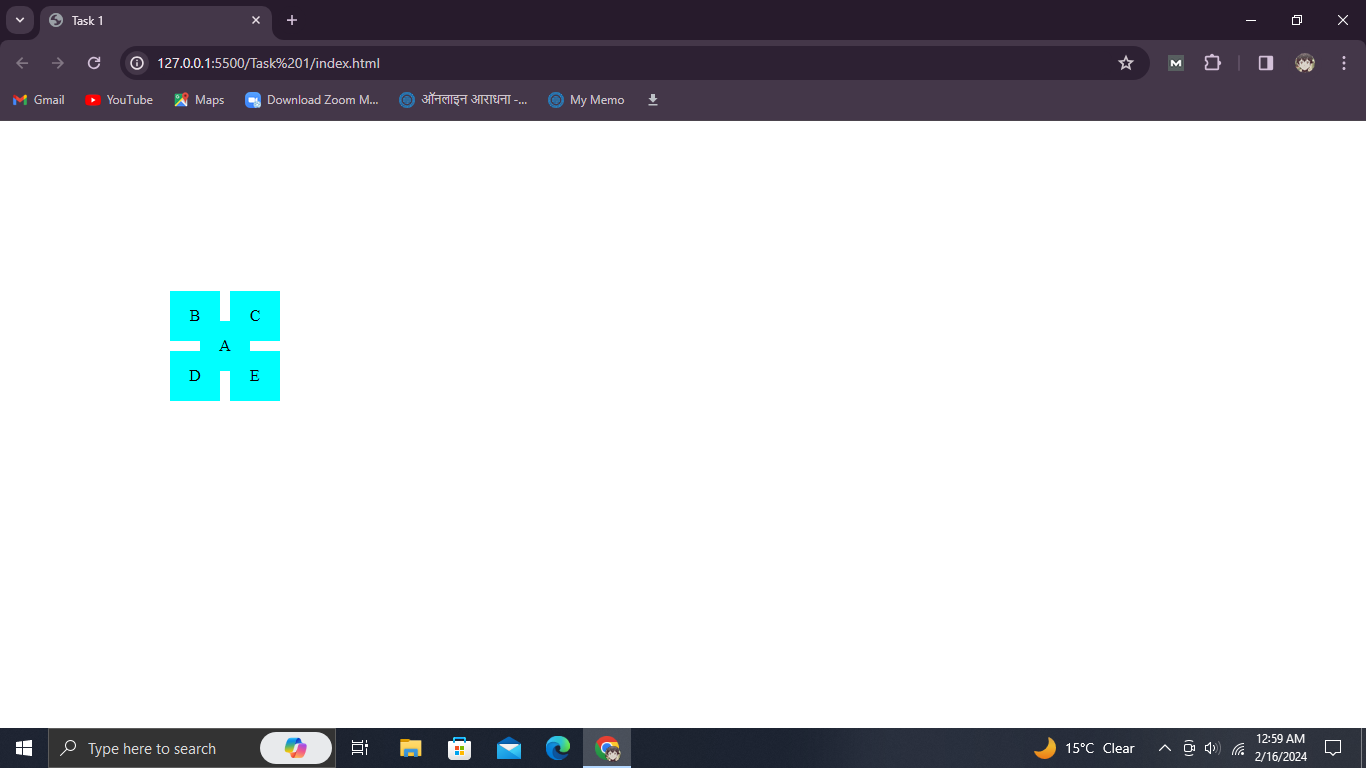 Task 1
127.0.0.1:5500/Task%201/index.html
Gmail YouTube Maps Download Zoom M... ऑनलाइन आराधना -... My Memo
B C
A
D E
Type here to search 15°C Clear 12:59 AM
2/16/2024